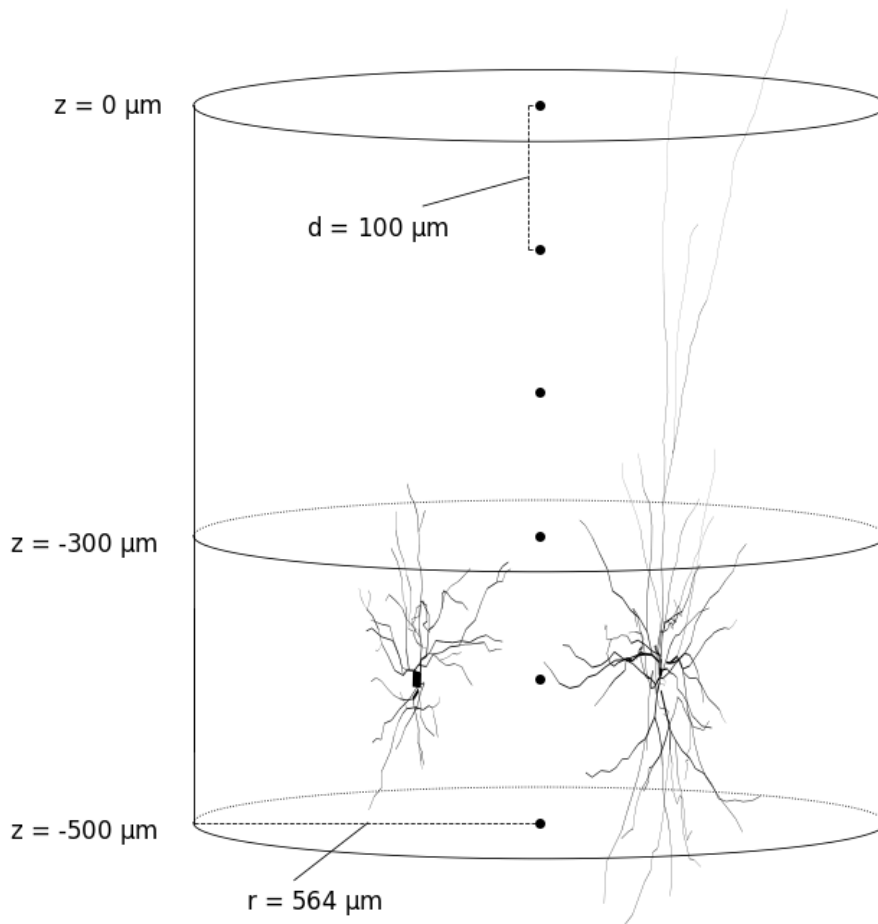 z = 0 µm
d = 100 µm
z = -300 µm
z = -500 µm
r = 564 µm